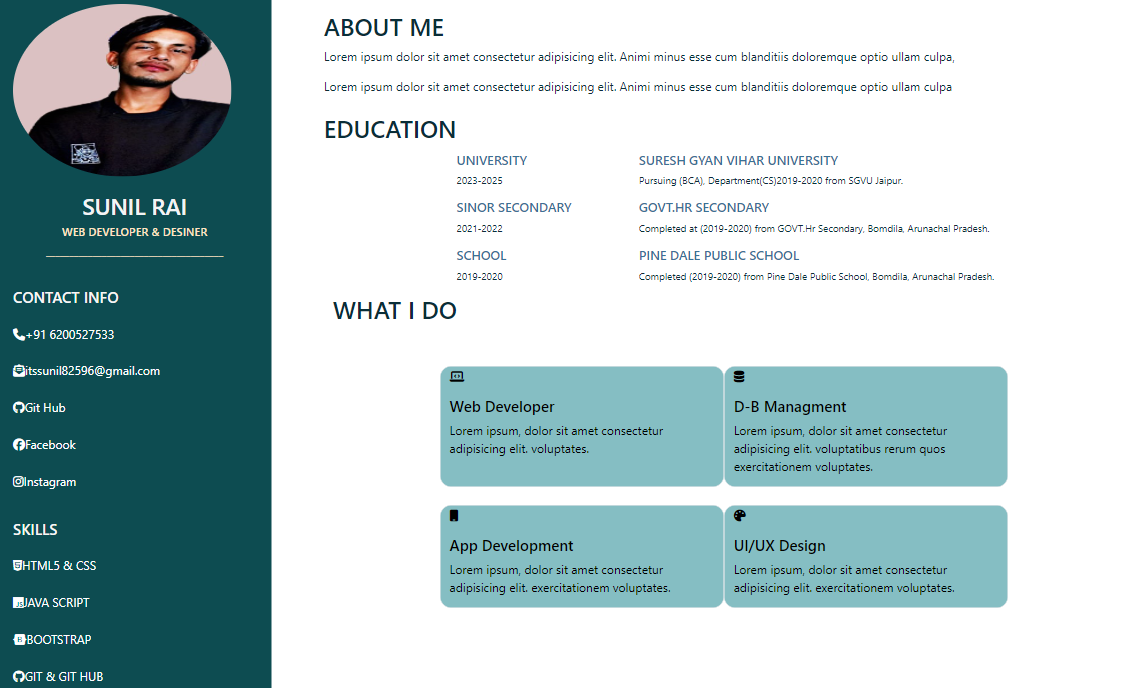 SUNIL RAI
WEB DEVELOPER & DESINER
CONTACT INFO
+91 6200527533
itssunil82596@gmail.com
Git Hub
Facebook
Instagram
SKILLS
HTML5 & CSS
JAVA SCRIPT
BOOTSTRAP
GIT & GIT HUB
ABOUT ME
Lorem ipsum dolor sit amet consectetur adipisicing elit. Animi minus esse cum blanditiis doloremque optio ullam culpa,
Lorem ipsum dolor sit amet consectetur adipisicing elit. Animi minus esse cum blanditiis doloremque optio ullam culpa
EDUCATION
UNIVERSITY
2023-2025
SURESH GYAN VIHAR UNIVERSITY
Pursuing (BCA), Department(CS)2019-2020 from SGVU Jaipur.
SINOR SECONDARY
2021-2022
GOVT.HR SECONDARY
Completed at (2019-2020) from GOVT.Hr Secondary, Bomdila, Arunachal Pradesh.
SCHOOL
2019-2020
PINE DALE PUBLIC SCHOOL
Completed (2019-2020) from Pine Dale Public School, Bomdila, Arunachal Pradesh.
WHAT I DO
Web Developer
Lorem ipsum, dolor sit amet consectetur
adipisicing elit. voluptates.
D-B Managment
Lorem ipsum, dolor sit amet consectetur
adipisicing elit. voluptatibus rerum quos
exercitationem voluptates.
App Development
Lorem ipsum, dolor sit amet consectetur
adipisicing elit. exercitationem voluptates.
UI/UX Design
Lorem ipsum, dolor sit amet consectetur
adipisicing elit. exercitationem voluptates.